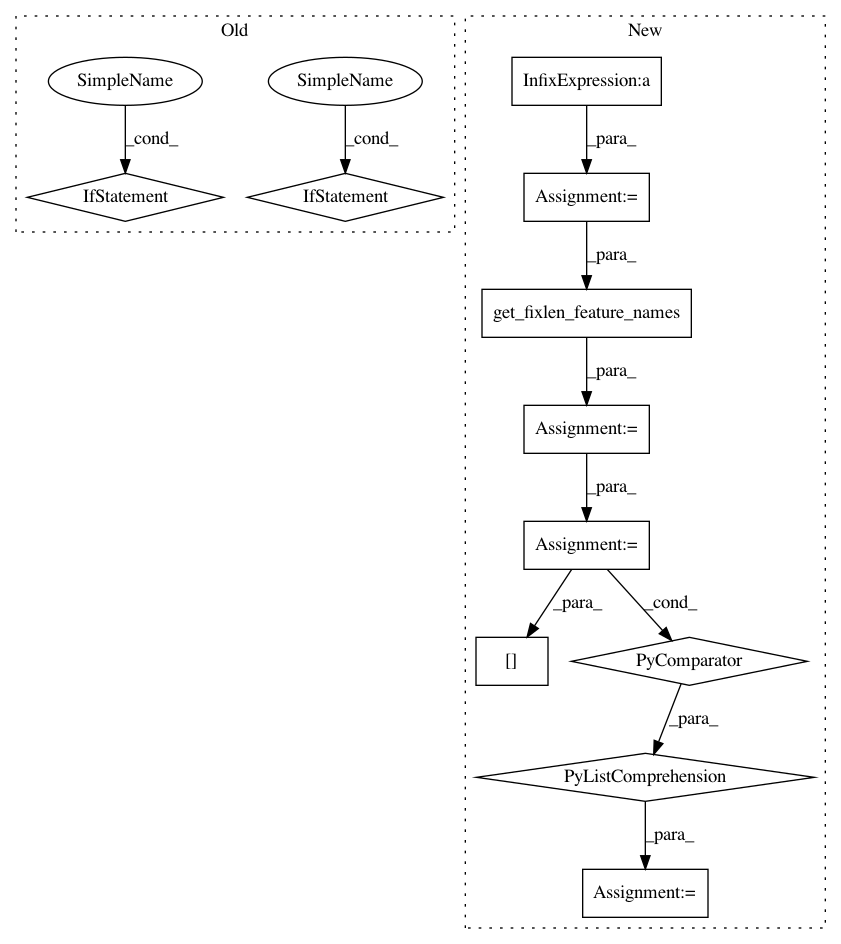 Old
New
SimpleName
SimpleName
InfixExpression:a
_cond_
_cond_
_para_
IfStatement
IfStatement
Assignment:=
_para_
get_fixlen_feature_names
_para_
Assignment:=
_para_
Assignment:=
_para_
_cond_
[]
PyComparator
_para_
PyListComprehension
_para_
Assignment:=